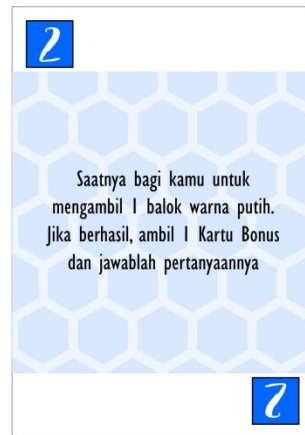 2
Saatnya bagi kamu untuk
mengambil 1 balok warna putih.
Jika berhasil, ambil 1 Kartu Bonus
dan jawablah pertanyaannya
2